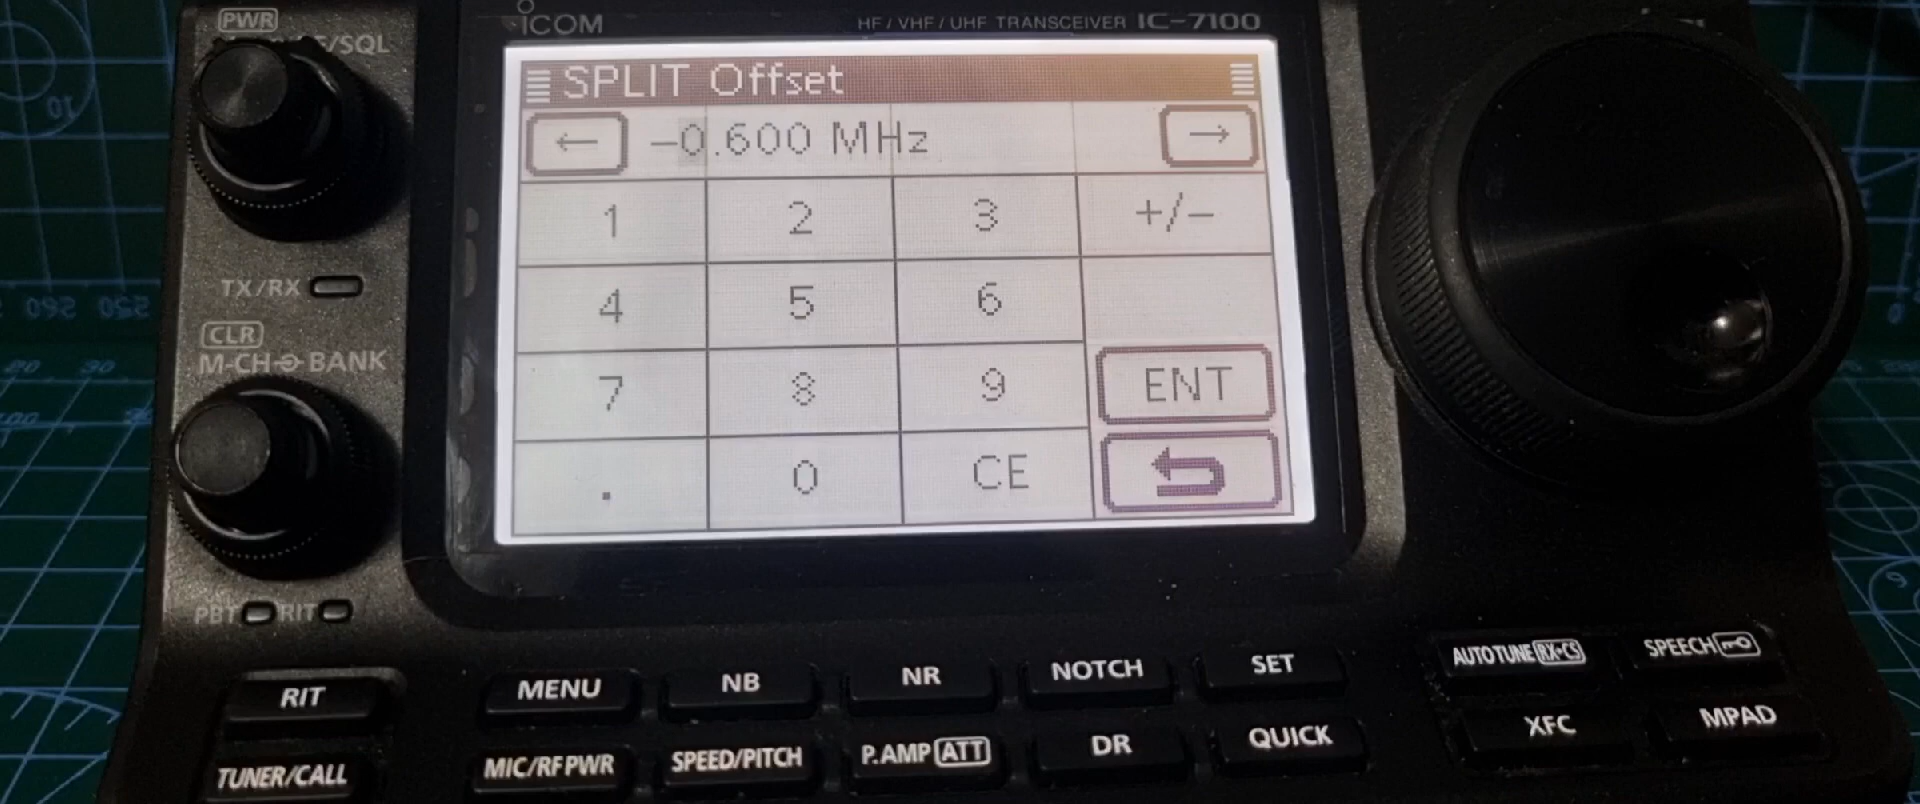 PWR
/SQL
ICOM
HF/VHF/UHF TRANSCEIVER IC-7100
SPLIT Offset
← -0.600 MHz →
1 2 3 +/-
4 5 6
7 8 9 ENT
. 0 CE
TX/RX
CLR
M-CH BANK
PBT RIT
RIT
TUNER/CALL
MENU NB NR NOTCH SET
MIC/RF PWR SPEED/PITCH P.AMP ATT DR QUICK
AUTOTUNE RX•CS SPEECH
XFC MPAD
10